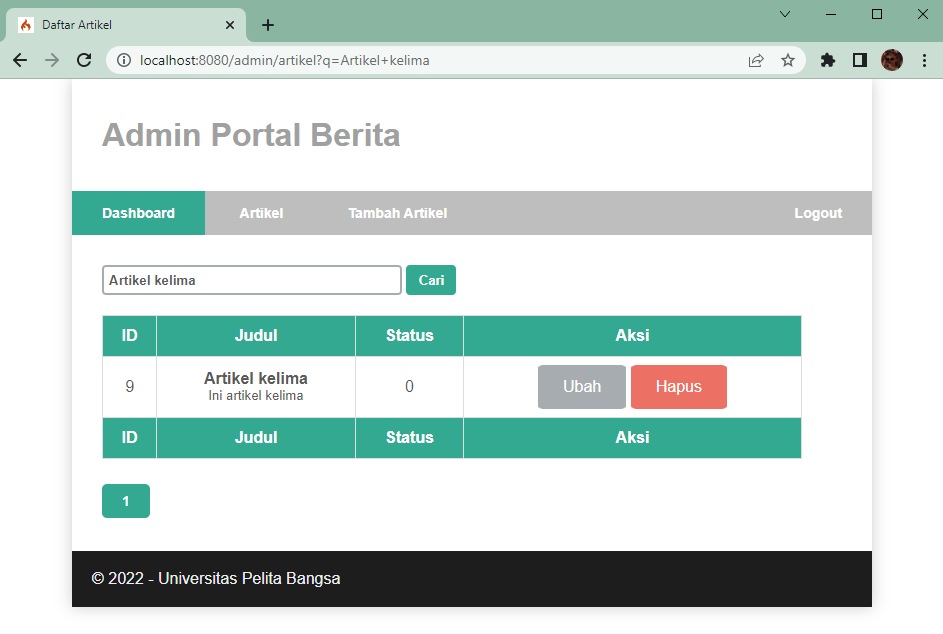 Daftar Artikel
localhost:8080/admin/artikel?q=Artikel+kelima
Admin Portal Berita
Dashboard Artikel Tambah Artikel Logout
Artikel kelima Cari
ID Judul Status Aksi
9 Artikel kelima 0 Ubah Hapus
Ini artikel kelima
ID Judul Status Aksi
1
© 2022 - Universitas Pelita Bangsa